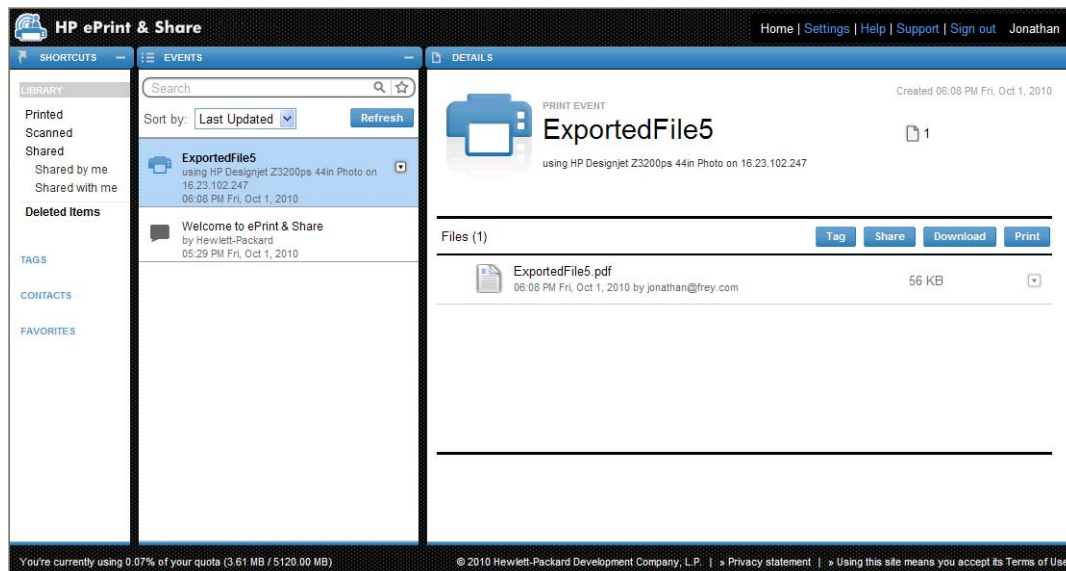 HP ePrint & Share
Home | Settings | Help | Support | Sign out Jonathan
SHORTCUTS
LIBRARY
Printed
Scanned
Shared
Shared by me
Shared with me
Deleted Items
TAGS
CONTACTS
FAVORITES
EVENTS
Search
Sort by: Last Updated Refresh
ExportedFile5
using HP Designjet Z3200ps 44in Photo on
16.23.102.247
06:08 PM Fri, Oct 1, 2010
Welcome to ePrint & Share
by Hewlett-Packard
05:29 PM Fri, Oct 1, 2010
DETAILS
Created 06:08 PM Fri, Oct 1, 2010
PRINT EVENT
ExportedFile5
1
using HP Designjet Z3200ps 44in Photo on 16.23.102.247
Files (1) Tag Share Download Print
ExportedFile5.pdf
56 KB
06:08 PM Fri, Oct 1, 2010 by jonathan@frey.com
You're currently using 0.07% of your quota (3.61 MB / 5120.00 MB)
© 2010 Hewlett-Packard Development Company, L.P. | » Privacy statement | » Using this site means you accept its Terms of Use